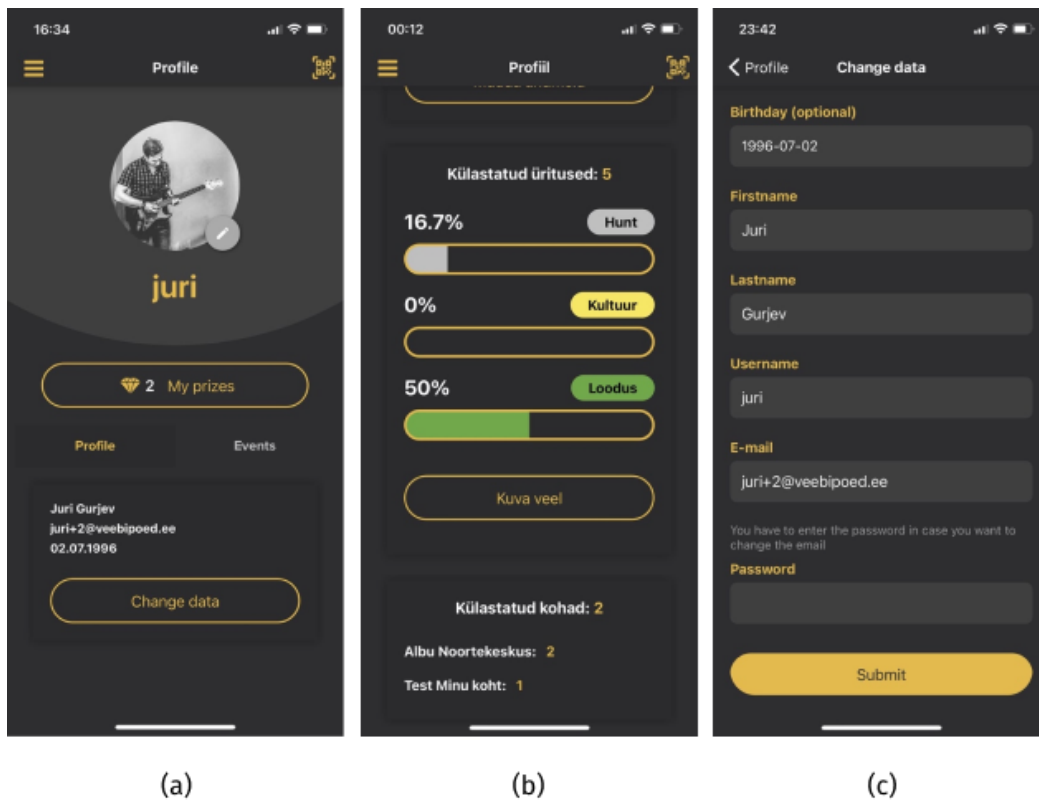 16:34
Profile
juri
2 My prizes
Profile Events
Juri Gurjev
juri+2@veebipoed.ee
02.07.1996
Change data
(a)
00:12
Profiil
Külastatud üritused: 5
16.7% Hunt
0% Kultuur
50% Loodus
Kuva veel
Külastatud kohad: 2
Albu Noortekeskus: 2
Test Minu koht: 1
(b)
23:42
Profile Change data
Birthday (optional)
1996-07-02
Firstname
Juri
Lastname
Gurjev
Username
juri
E-mail
juri+2@veebipoed.ee
You have to enter the password in case you want to
change the email
Password
Submit
(c)